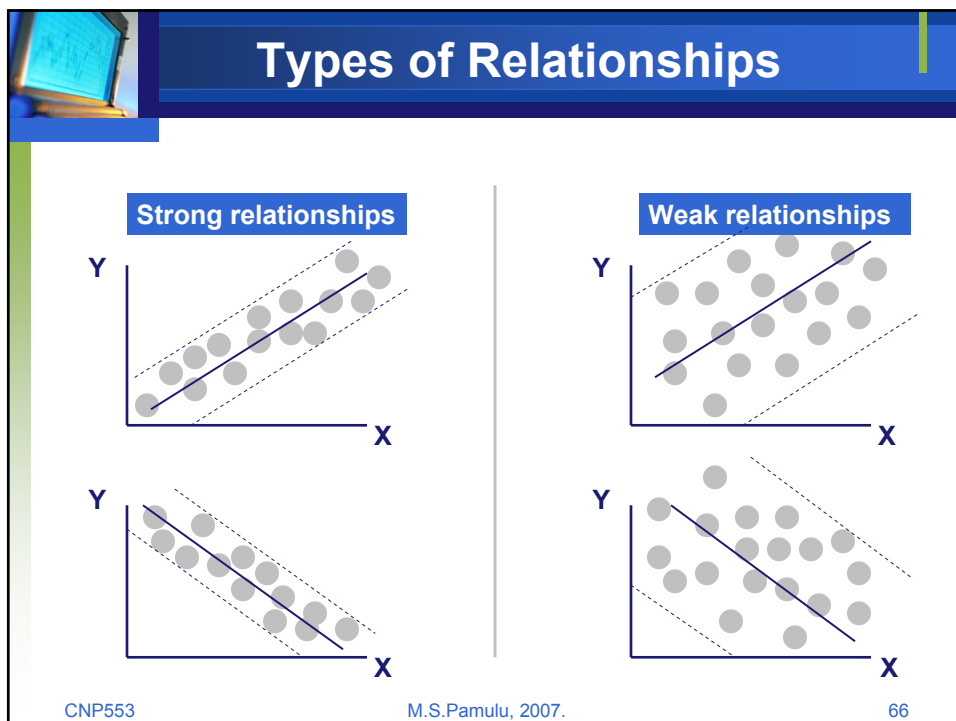 Types of Relationships
Strong relationships
Y
X
Y
X
Weak relationships
Y
X
Y
X
CNP553
M.S.Pamulu, 2007.
66